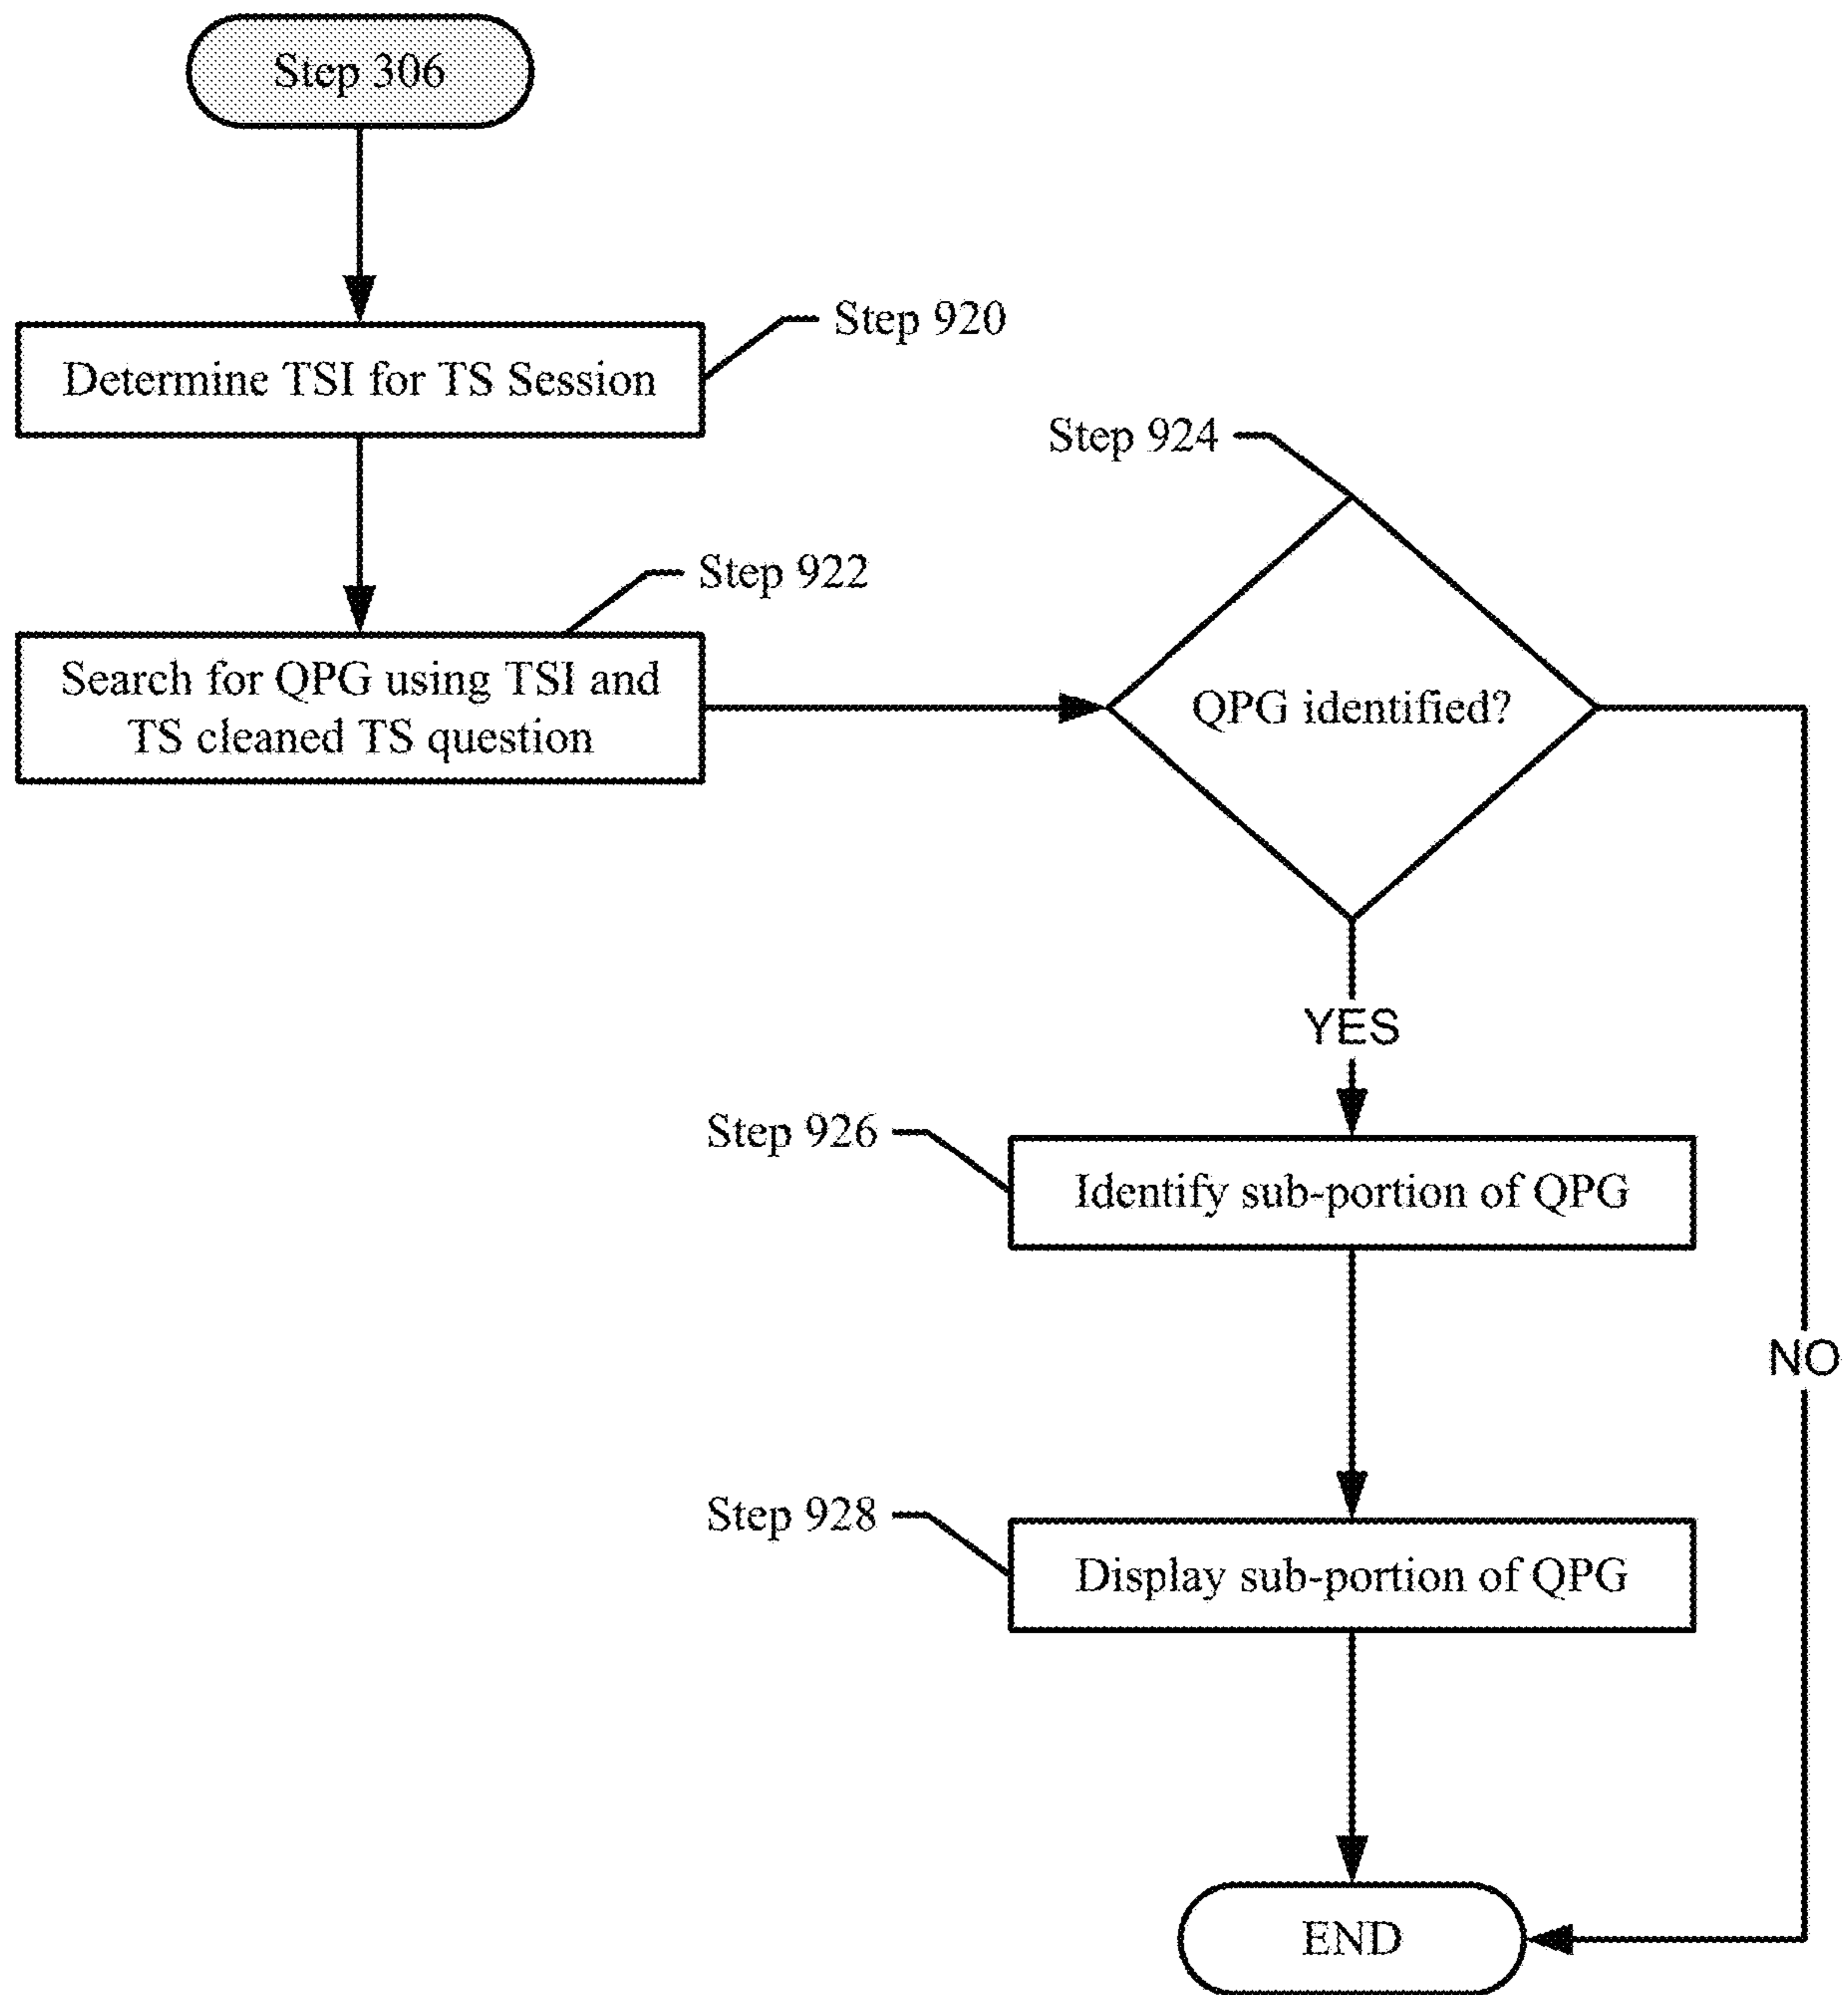 Step 306
Step 920
Determine TSI for TS Session
Step 922
Search for QPG using TSI and
TS cleaned TS question
Step 924
QPG identified?
YES
NO
Step 926
Identify sub-portion of QPG
Step 928
Display sub-portion of QPG
END